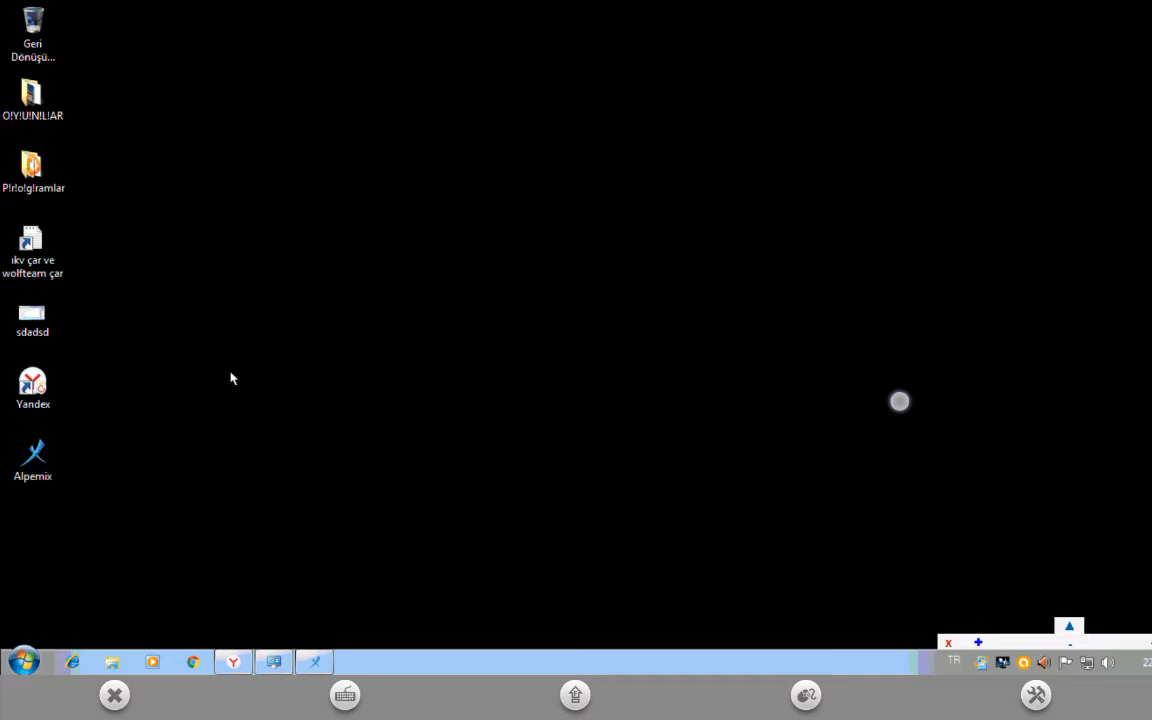 Geri
Dönüşü...
O!Y!U!N!L!AR
P!r!o!g!ramlar
ıkv çar ve
wolfteam çar
sdadsd
Yandex
Alpemix
x + -
TR